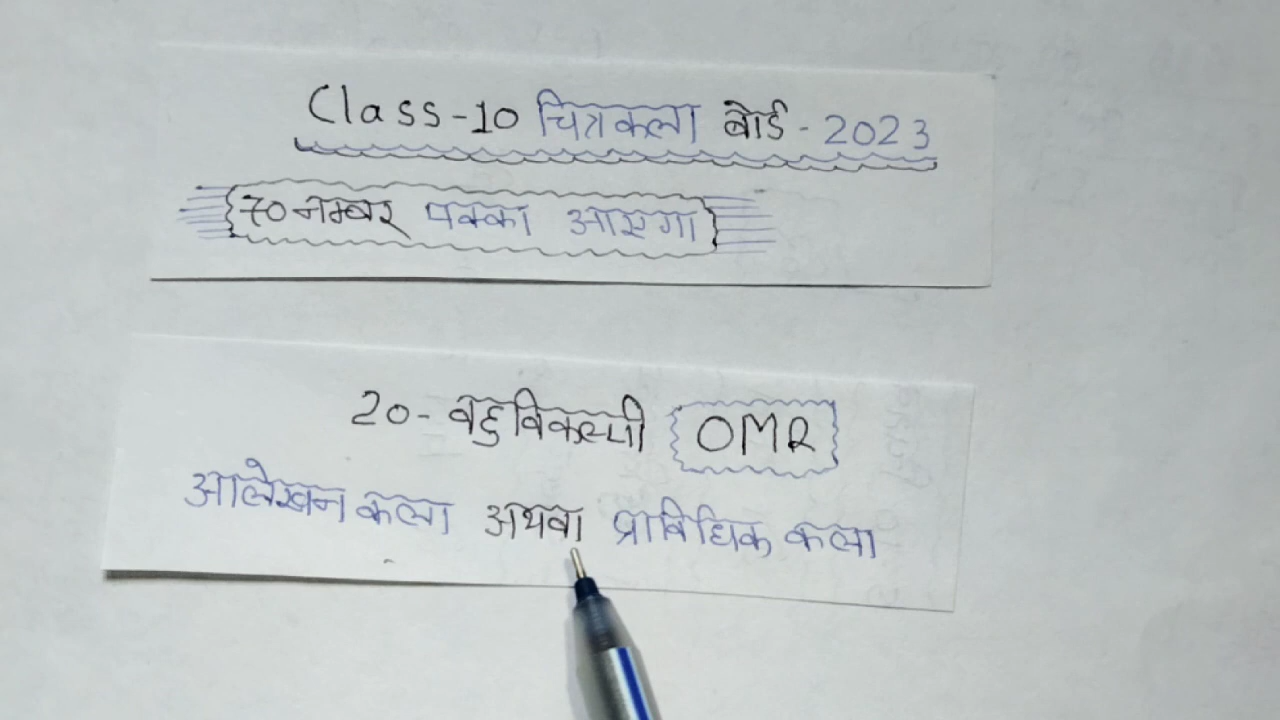 Class-10 चित्रकला बोर्ड - 2023
70 नम्बर पक्का आएगा
20- बहुविकल्पी OMR
आलेखन कला अथवा प्राविधिक कला